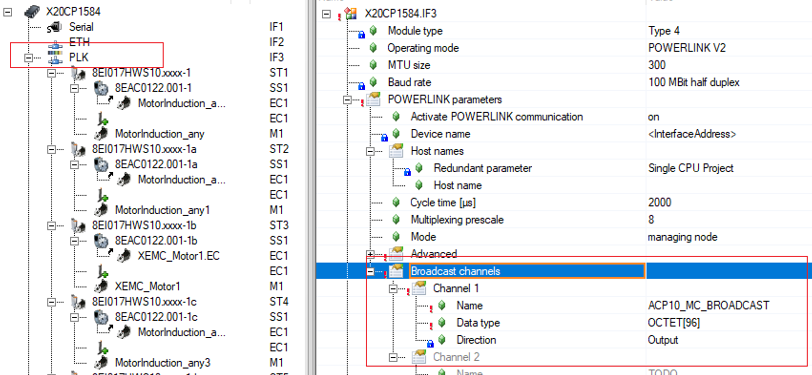 X20CP1584
Serial IF1
ETH IF2
PLK IF3
8EI017HWS10.xxxx-1 ST1
8EAC0122.001-1 SS1
MotorInduction_a... EC1
EC1
MotorInduction_any M1
8EI017HWS10.xxxx-1a ST2
8EAC0122.001-1a SS1
MotorInduction_a... EC1
EC1
MotorInduction_any1 M1
8EI017HWS10.xxxx-1b ST3
8EAC0122.001-1b SS1
XEMC_Motor1.EC EC1
EC1
XEMC_Motor1 M1
8EI017HWS10.xxxx-1c ST4
8EAC0122.001-1c SS1
MotorInduction_a... EC1
EC1
MotorInduction_any3 M1
X20CP1584.IF3
Module type Type 4
Operating mode POWERLINK V2
MTU size 300
Baud rate 100 MBit half duplex
POWERLINK parameters
Activate POWERLINK communication on
Device name <InterfaceAddress>
Host names
Redundant parameter Single CPU Project
Host name
Cycle time [µs] 2000
Multiplexing prescale 8
Mode managing node
Advanced
Broadcast channels
Channel 1
Name ACP10_MC_BROADCAST
Data type OCTET[96]
Direction Output
Channel 2